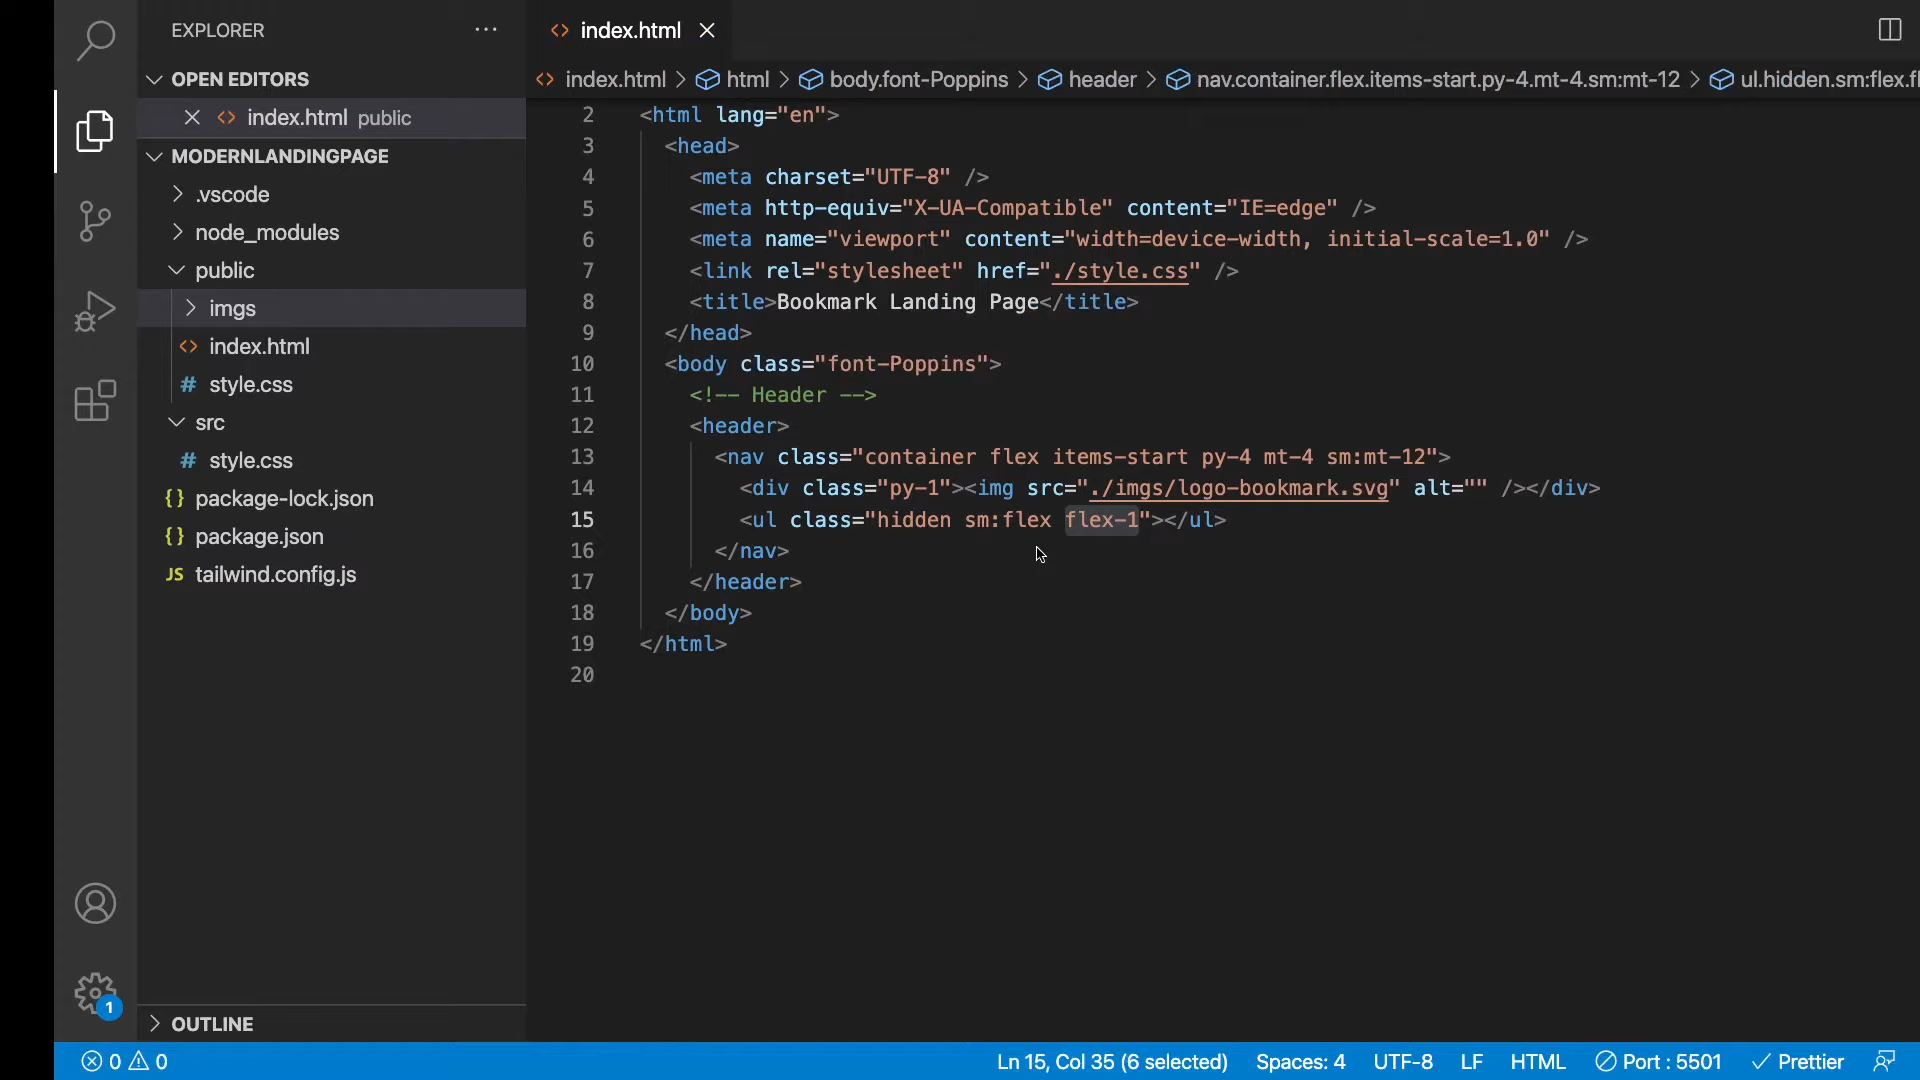 EXPLORER
OPEN EDITORS
index.html public
MODERNLANDINGPAGE
.vscode
node_modules
public
imgs
index.html
style.css
src
style.css
package-lock.json
package.json
JS tailwind.config.js
OUTLINE
index.html
index.html > html > body.font-Poppins > header > nav.container.flex.items-start.py-4.mt-4.sm:mt-12 > ul.hidden.sm:flex.fl
2 <html lang="en">
3 <head>
4 <meta charset="UTF-8" />
5 <meta http-equiv="X-UA-Compatible" content="IE=edge" />
6 <meta name="viewport" content="width=device-width, initial-scale=1.0" />
7 <link rel="stylesheet" href="./style.css" />
8 <title>Bookmark Landing Page</title>
9 </head>
10 <body class="font-Poppins">
11 <!-- Header -->
12 <header>
13 <nav class="container flex items-start py-4 mt-4 sm:mt-12">
14 <div class="py-1"><img src="./imgs/logo-bookmark.svg" alt="" /></div>
15 <ul class="hidden sm:flex flex-1"></ul>
16 </nav>
17 </header>
18 </body>
19 </html>
20
1
0 0
Ln 15, Col 35 (6 selected) Spaces: 4 UTF-8 LF HTML Port : 5501 Prettier